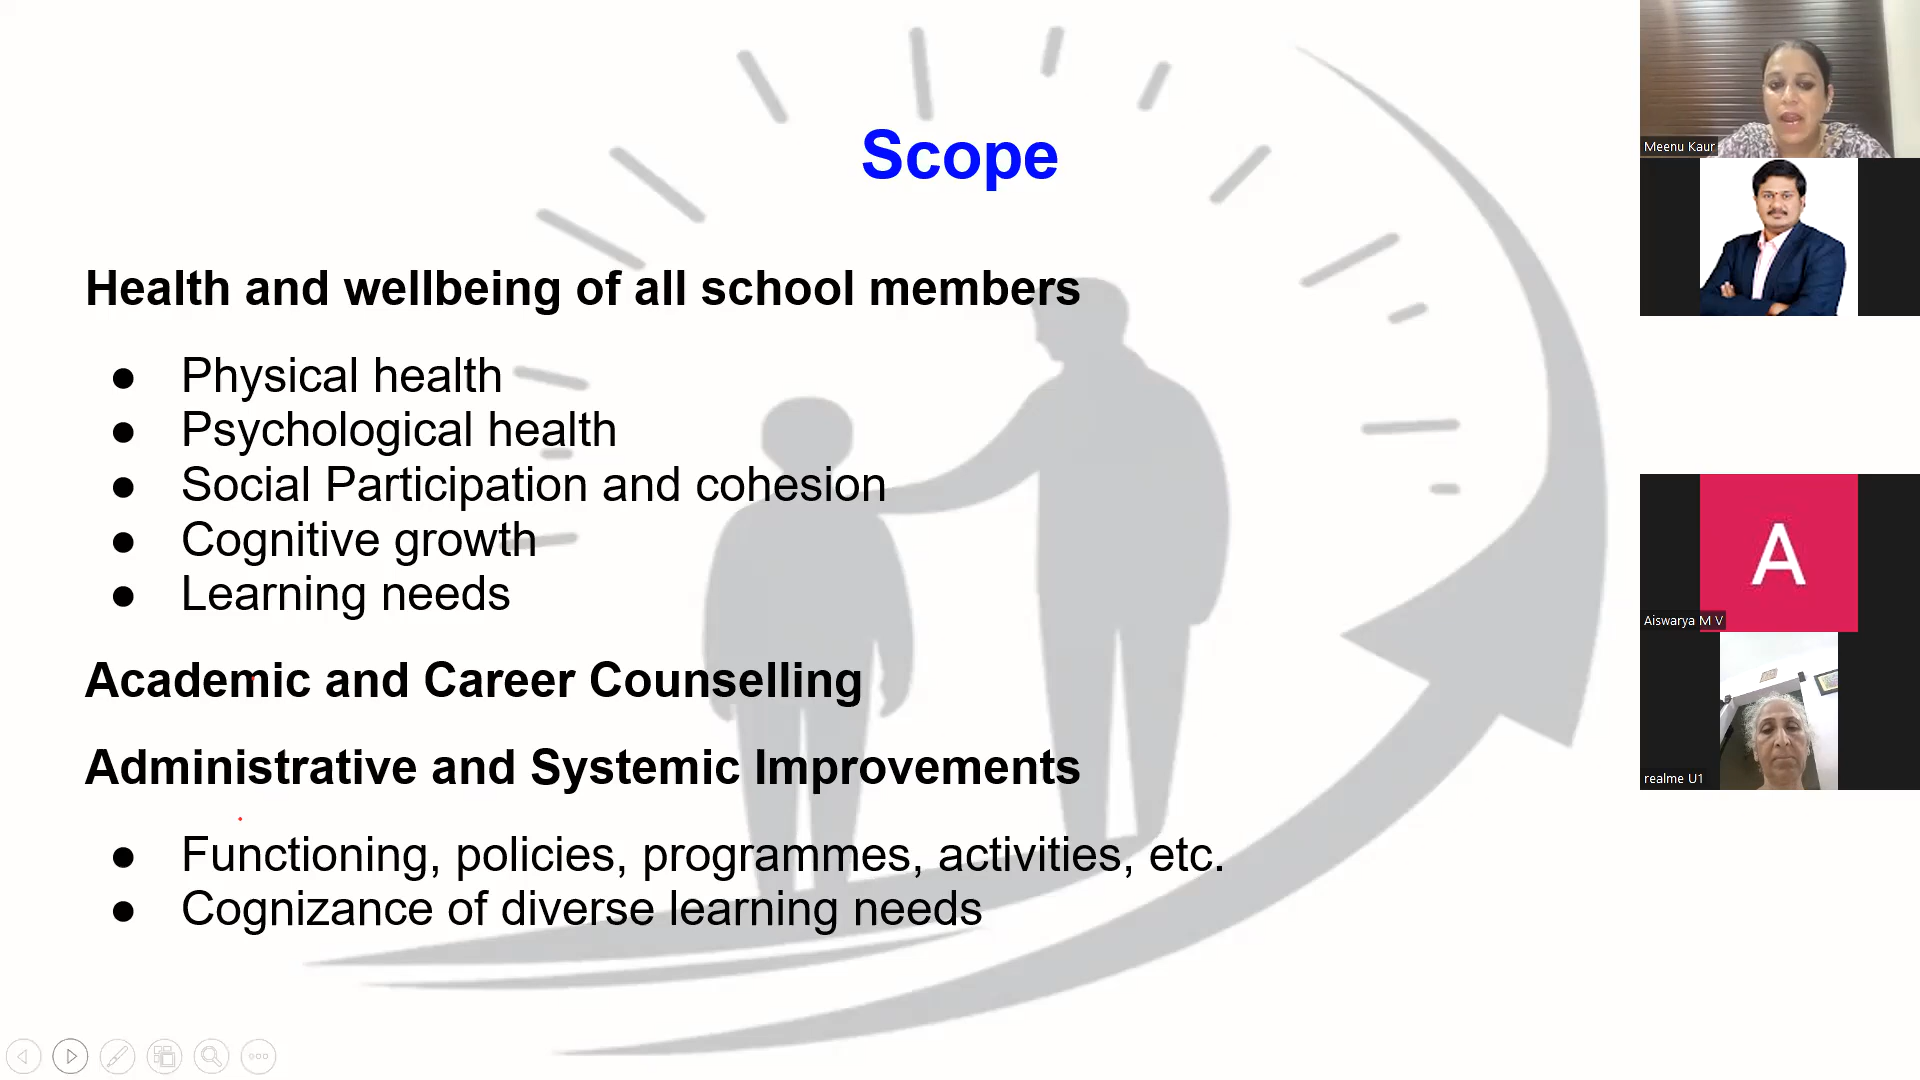 Scope
Health and wellbeing of all school members
● Physical health
● Psychological health
● Social Participation and cohesion
● Cognitive growth
● Learning needs
Academic and Career Counselling
Administrative and Systemic Improvements
● Functioning, policies, programmes, activities, etc.
● Cognizance of diverse learning needs
Meenu Kaur
A
Aiswarya M V
realme U1